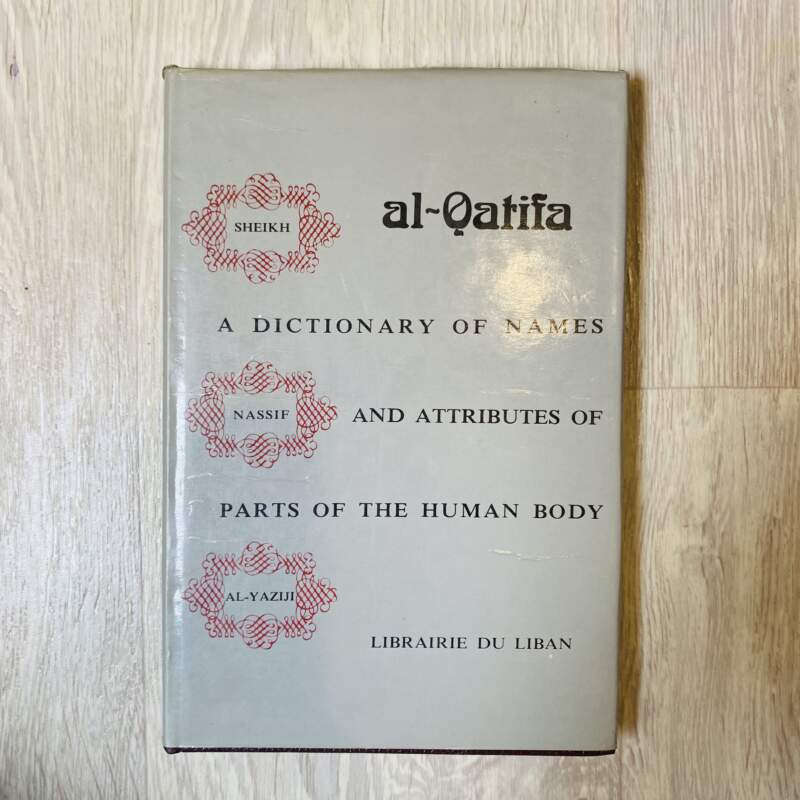 al-Qatifa
SHEIKH
A DICTIONARY OF NAMES
NASSIF
AND ATTRIBUTES OF
PARTS OF THE HUMAN BODY
AL-YAZIJI
LIBRAIRIE DU LIBAN